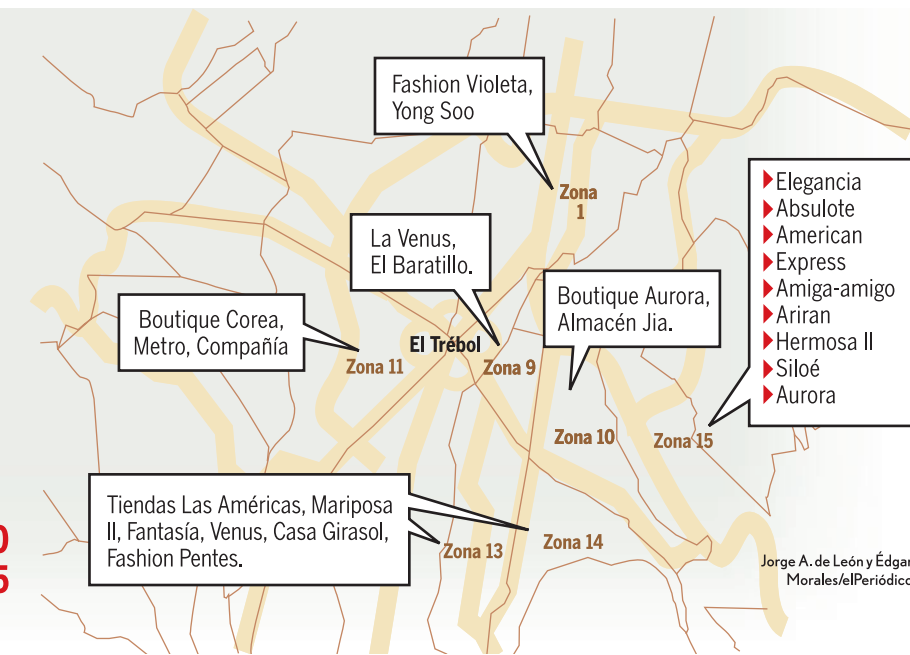 Fashion Violeta,
Yong Soo
Zona
1
Elegancia
Absulote
American
Express
Amiga-amigo
Ariran
Hermosa II
Siloé
Aurora
La Venus,
El Baratillo.
Boutique Aurora,
Almacén Jia.
Boutique Corea,
Metro, Compañía
El Trébol
Zona 11
Zona 9
Zona 10
Zona 15
Tiendas Las Américas, Mariposa
II, Fantasía, Venus, Casa Girasol,
Fashion Pentes.
Zona 13
Zona 14
0
5
Jorge A. de León y Édgar
Morales/elPeriódico